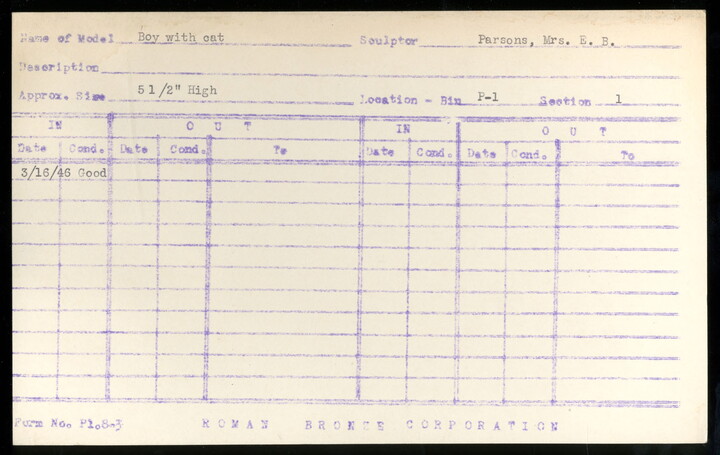 Name of Model Boy with cat Sculptor Parsons, Mrs. E. B.
Description
Approx. Size 5 1/2" High Location - Bin P-1 Section 1
IN OUT IN OUT
Date Cond. Date Cond. To Date Cond. Date Cond. To
3/16/46 Good
Form No. P1.8.3 ROMAN BRONZE CORPORATION